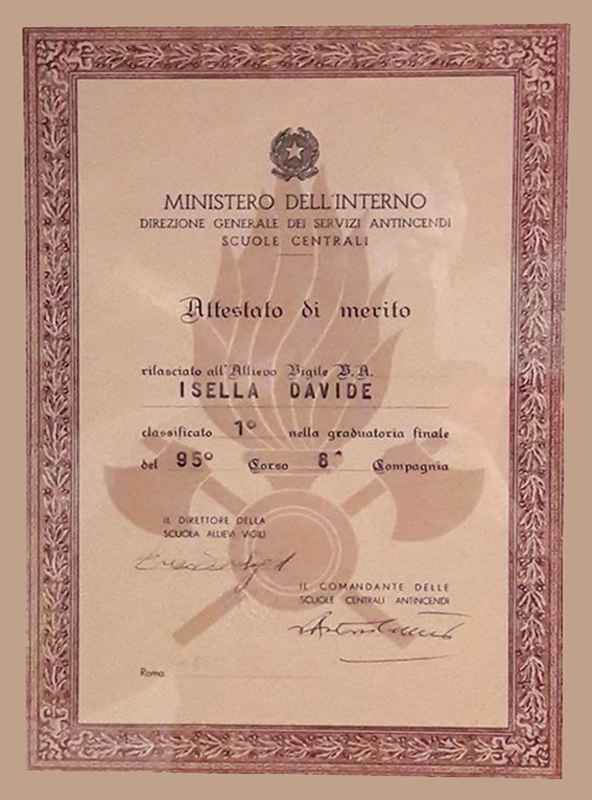 MINISTERO DELL'INTERNO
DIREZIONE GENERALE DEI SERVIZI ANTINCENDI
SCUOLE CENTRALI
Attestato di merito
rilasciato all'Allievo Vigile V.A.
ISELLA DAVIDE
classificato 1° nella graduatoria finale
del 95° Corso 8ª Compagnia
IL DIRETTORE DELLA
SCUOLA ALLIEVI VIGILI
IL COMANDANTE DELLE
SCUOLE CENTRALI ANTINCENDI
Roma